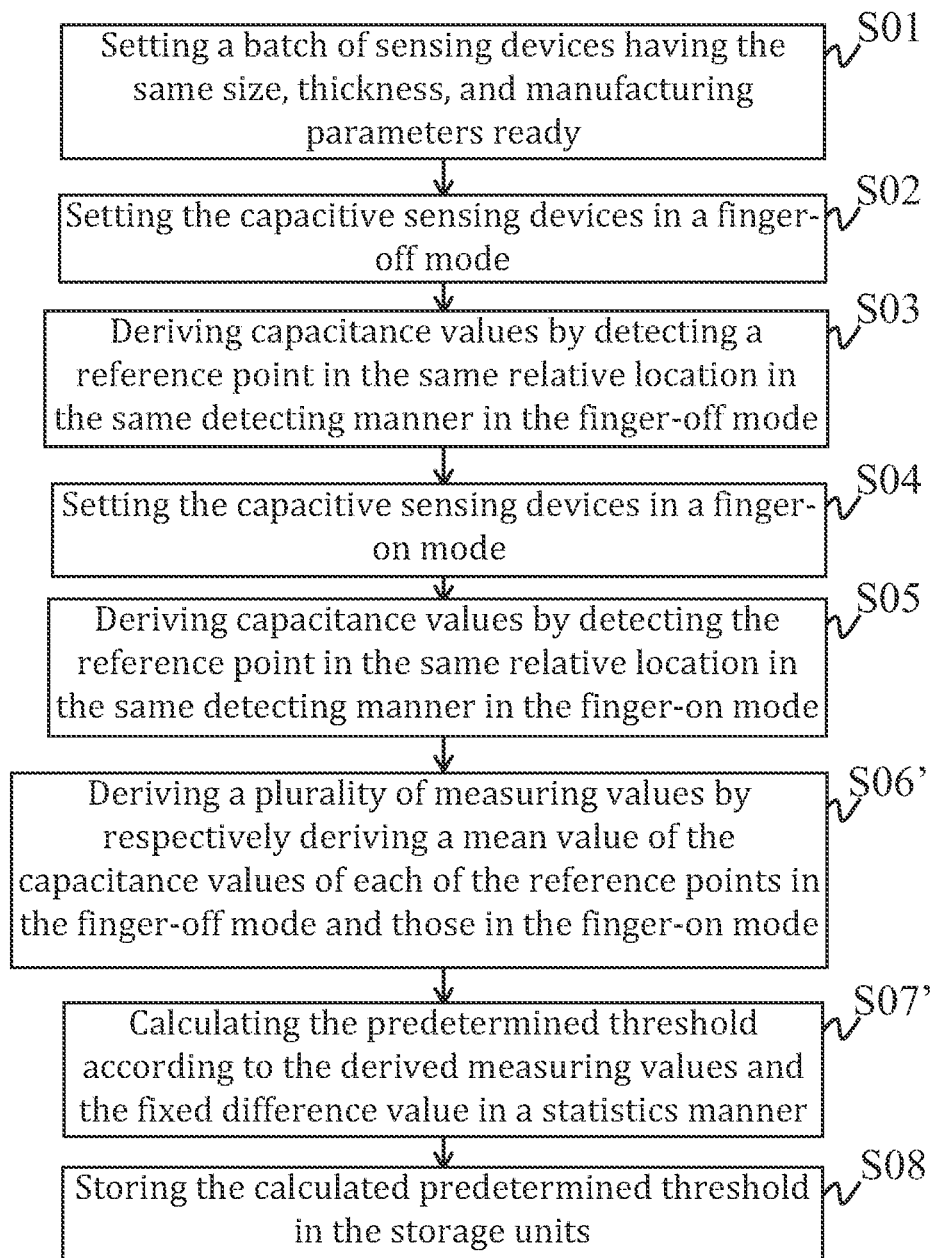 S01
Setting a batch of sensing devices having the
same size, thickness, and manufacturing
parameters ready
S02
Setting the capacitive sensing devices in a finger-
off mode
S03
Deriving capacitance values by detecting a
reference point in the same relative location in
the same detecting manner in the finger-off mode
S04
Setting the capacitive sensing devices in a finger-
on mode
S05
Deriving capacitance values by detecting the
reference point in the same relative location in
the same detecting manner in the finger-on mode
S06’
Deriving a plurality of measuring values by
respectively deriving a mean value of the
capacitance values of each of the reference points in
the finger-off mode and those in the finger-on mode
S07’
Calculating the predetermined threshold
according to the derived measuring values and
the fixed difference value in a statistics manner
S08
Storing the calculated predetermined threshold
in the storage units